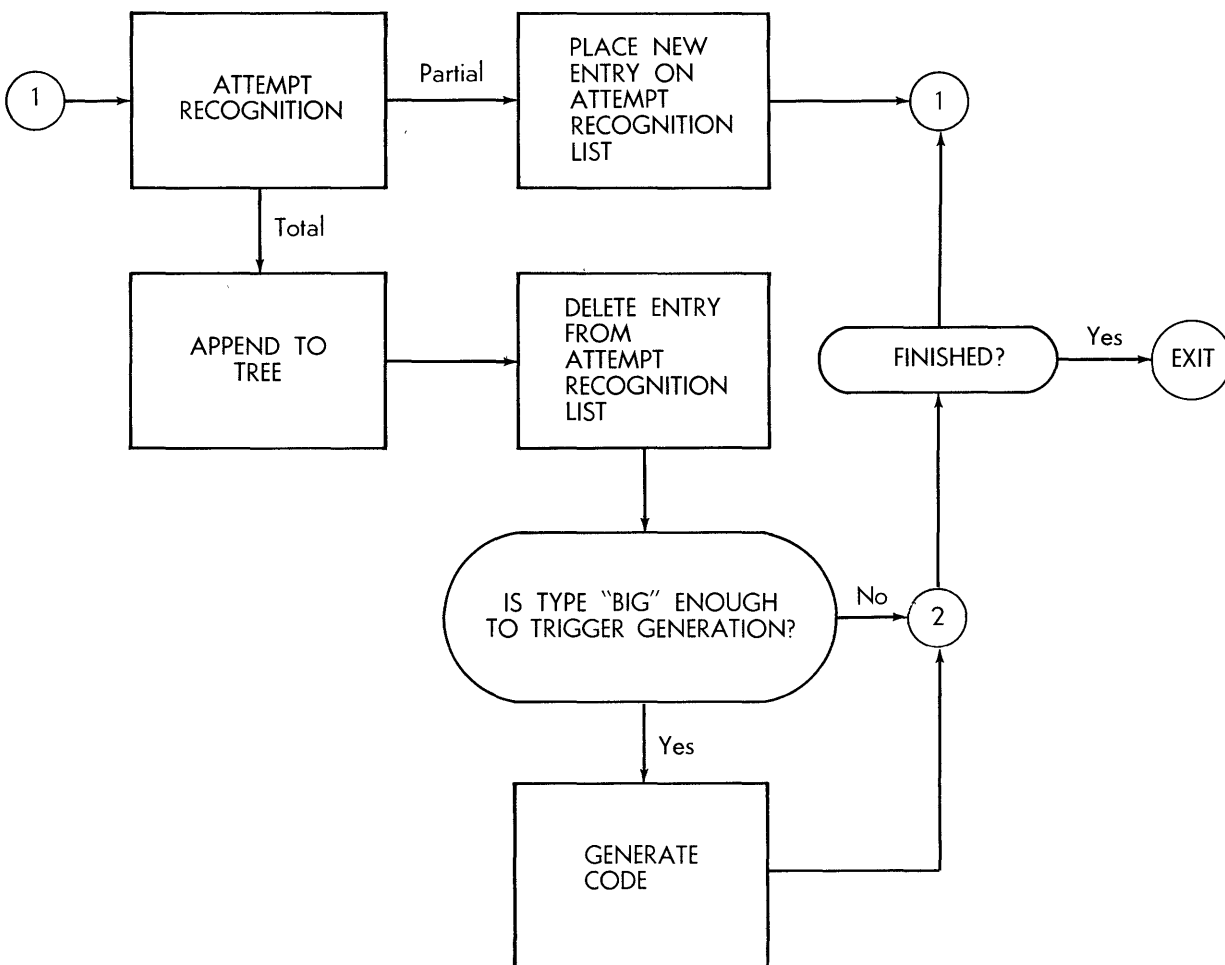 1
ATTEMPT
RECOGNITION
Partial
PLACE NEW
ENTRY ON
ATTEMPT
RECOGNITION
LIST
1
Total
APPEND TO
TREE
DELETE ENTRY
FROM
ATTEMPT
RECOGNITION
LIST
FINISHED?
Yes
EXIT
IS TYPE "BIG" ENOUGH
TO TRIGGER GENERATION?
No
2
Yes
GENERATE
CODE